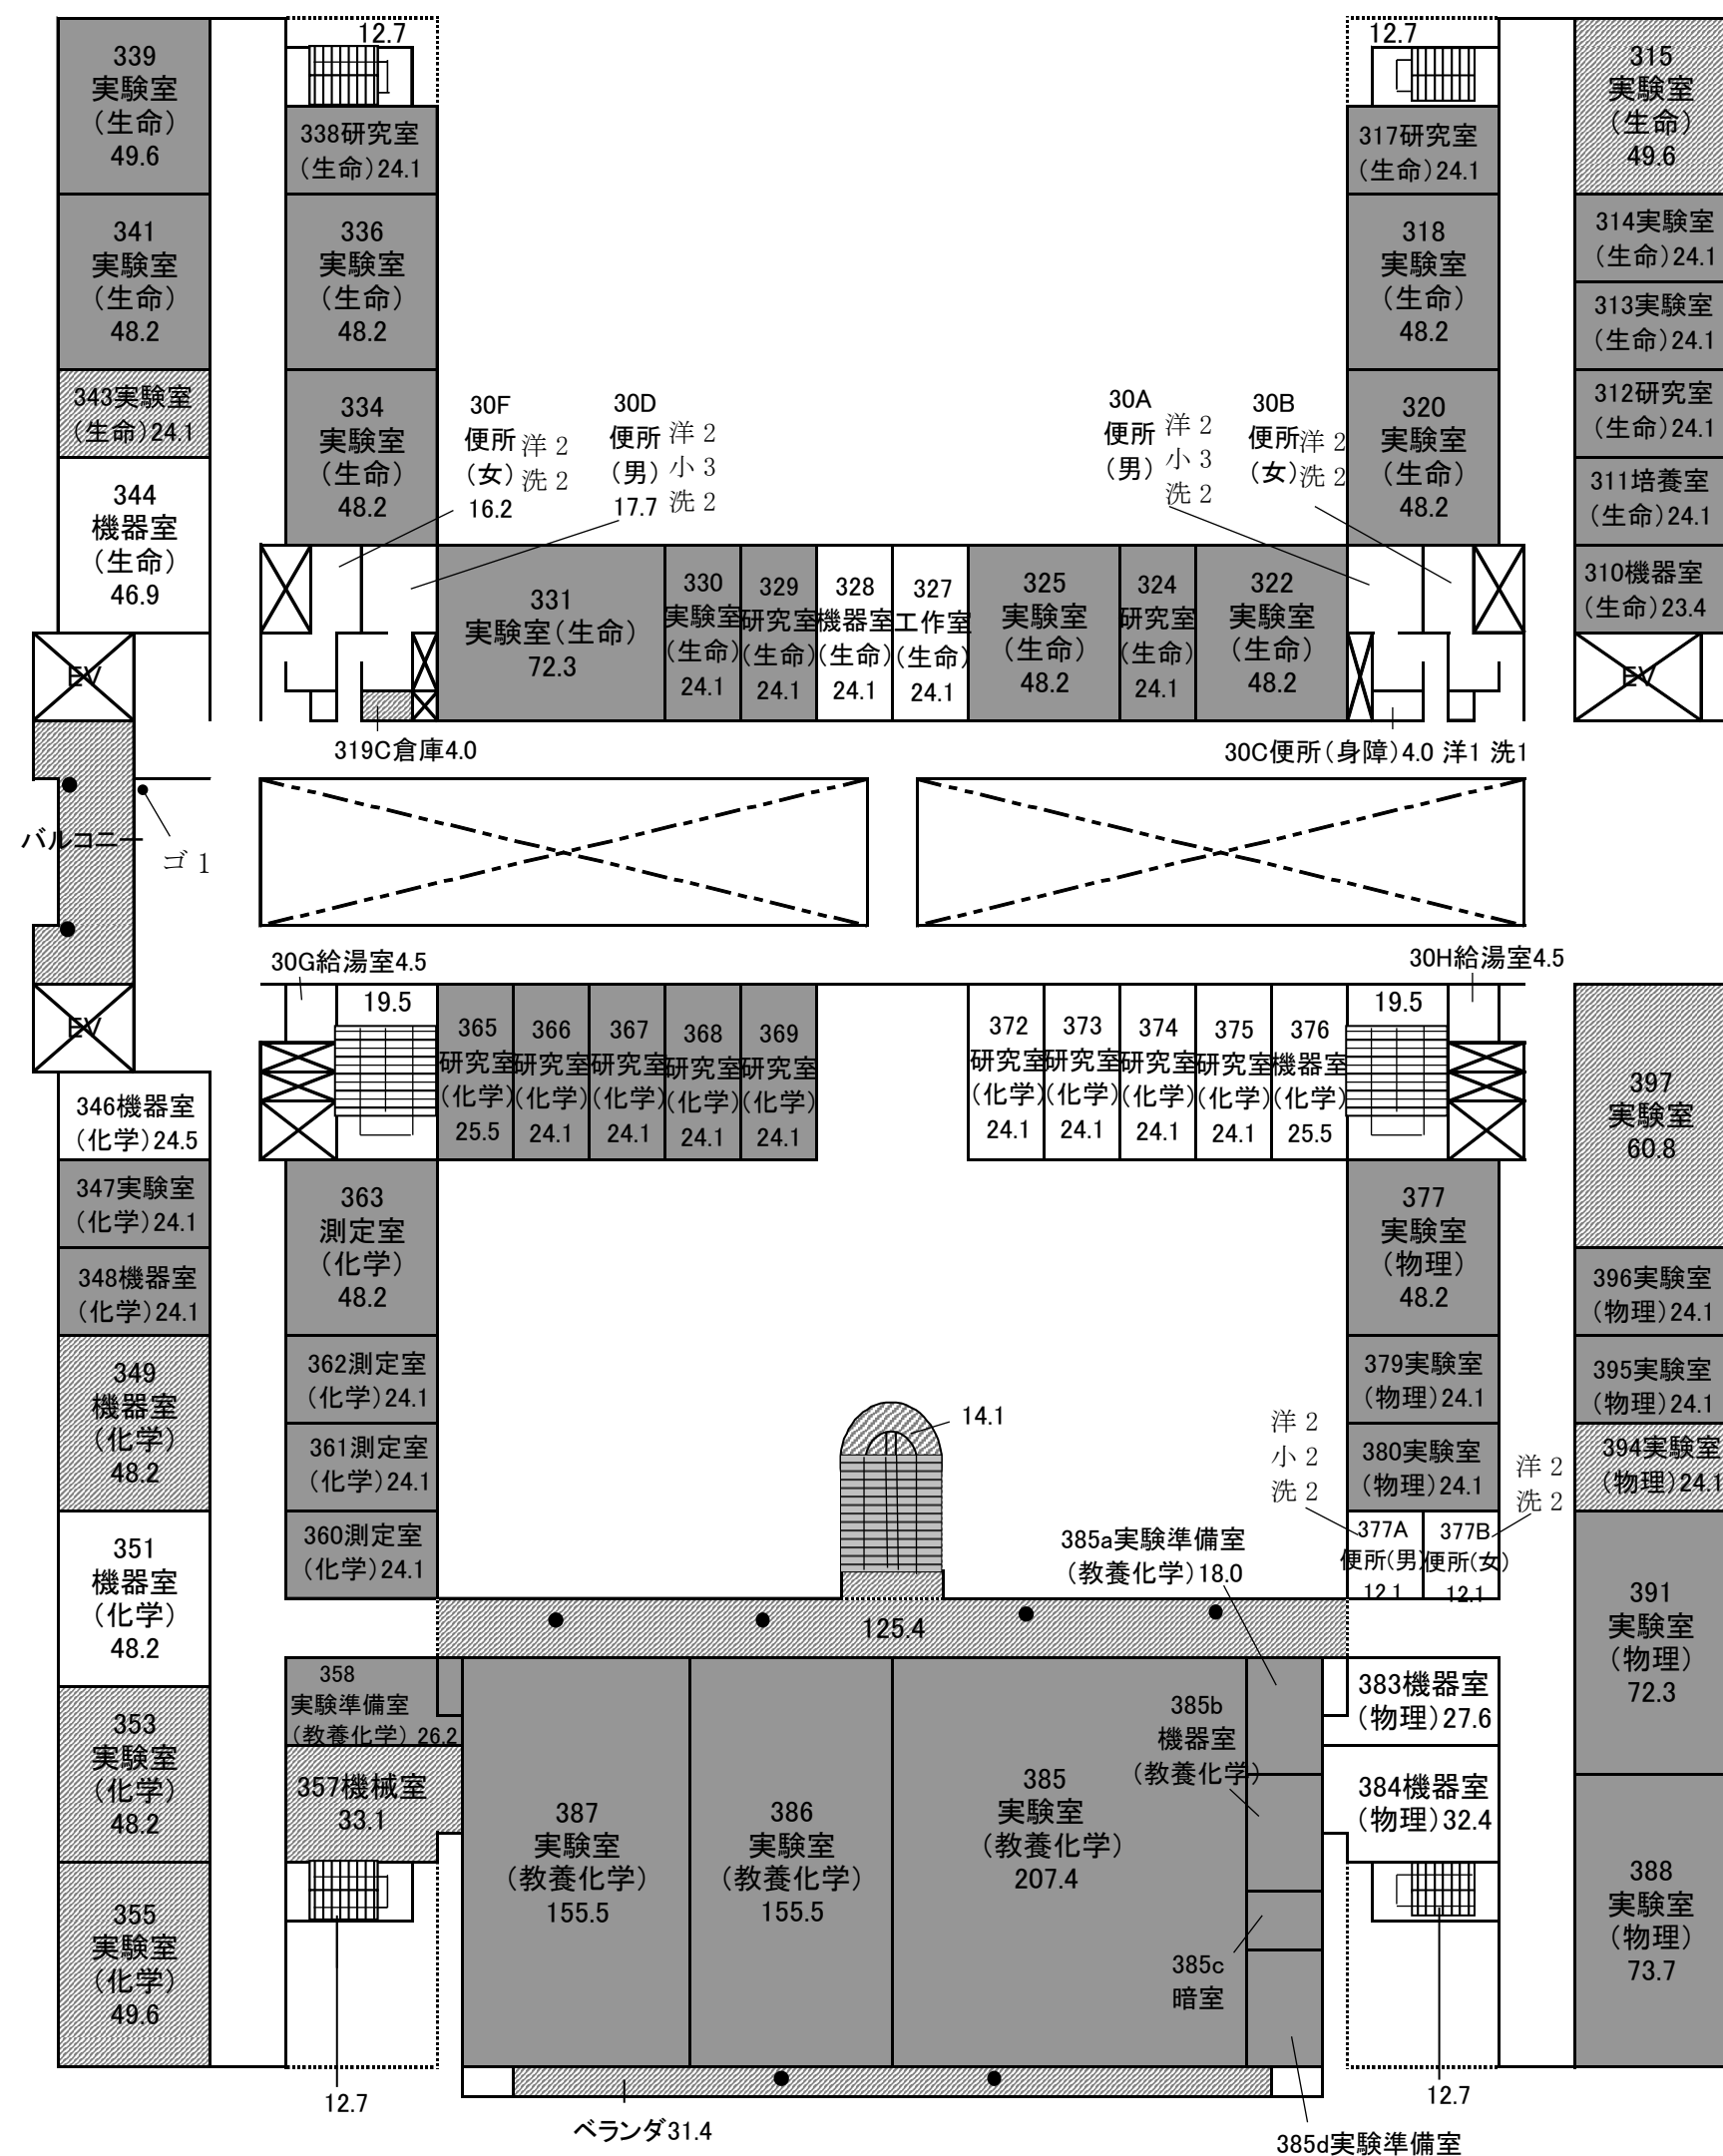 12.7
12.7
339
実験室
(生命)
49.6
338研究室
(生命)24.1
317研究室
(生命)24.1
315
実験室
(生命)
49.6
341
実験室
(生命)
48.2
336
実験室
(生命)
48.2
318
実験室
(生命)
48.2
314実験室
(生命)24.1
313実験室
(生命)24.1
343実験室
(生命)24.1
334
実験室
(生命)
48.2
30F
便所
(女)
16.2
洋2
洗2
30D
便所
(男)
17.7
洋2
小3
洗2
30A
便所
(男)
洋2
小3
洗2
30B
便所
(女)
洋2
洗2
320
実験室
(生命)
48.2
312研究室
(生命)24.1
311培養室
(生命)24.1
344
機器室
(生命)
46.9
331
実験室(生命)
72.3
330
実験室
(生命)
24.1
329
研究室
(生命)
24.1
328
機器室
(生命)
24.1
327
工作室
(生命)
24.1
325
実験室
(生命)
48.2
324
研究室
(生命)
24.1
322
実験室
(生命)
48.2
310機器室
(生命)23.4
EV
EV
319C倉庫4.0
30C便所(身障)4.0 洋1 洗1
バルコニー
ゴ1
30G給湯室4.5
30H給湯室4.5
EV
19.5
365
研究室
(化学)
25.5
366
研究室
(化学)
24.1
367
研究室
(化学)
24.1
368
研究室
(化学)
24.1
369
研究室
(化学)
24.1
372
研究室
(化学)
24.1
373
研究室
(化学)
24.1
374
研究室
(化学)
24.1
375
研究室
(化学)
24.1
376
機器室
(化学)
25.5
19.5
397
実験室
60.8
346機器室
(化学)24.5
347実験室
(化学)24.1
348機器室
(化学)24.1
363
測定室
(化学)
48.2
377
実験室
(物理)
48.2
396実験室
(物理)24.1
395実験室
(物理)24.1
349
機器室
(化学)
48.2
362測定室
(化学)24.1
361測定室
(化学)24.1
360測定室
(化学)24.1
14.1
379実験室
(物理)24.1
380実験室
(物理)24.1
394実験室
(物理)24.1
洋2
小2
洗2
洋2
洗2
377A
便所(男)
12.1
377B
便所(女)
12.1
351
機器室
(化学)
48.2
385a実験準備室
(教養化学)18.0
125.4
391
実験室
(物理)
72.3
358
実験準備室
(教養化学) 26.2
383機器室
(物理)27.6
353
実験室
(化学)
48.2
357機械室
33.1
387
実験室
(教養化学)
155.5
386
実験室
(教養化学)
155.5
385
実験室
(教養化学)
207.4
385b
機器室
(教養化学)
384機器室
(物理)32.4
355
実験室
(化学)
49.6
385c
暗室
388
実験室
(物理)
73.7
12.7
12.7
ベランダ31.4
385d実験準備室